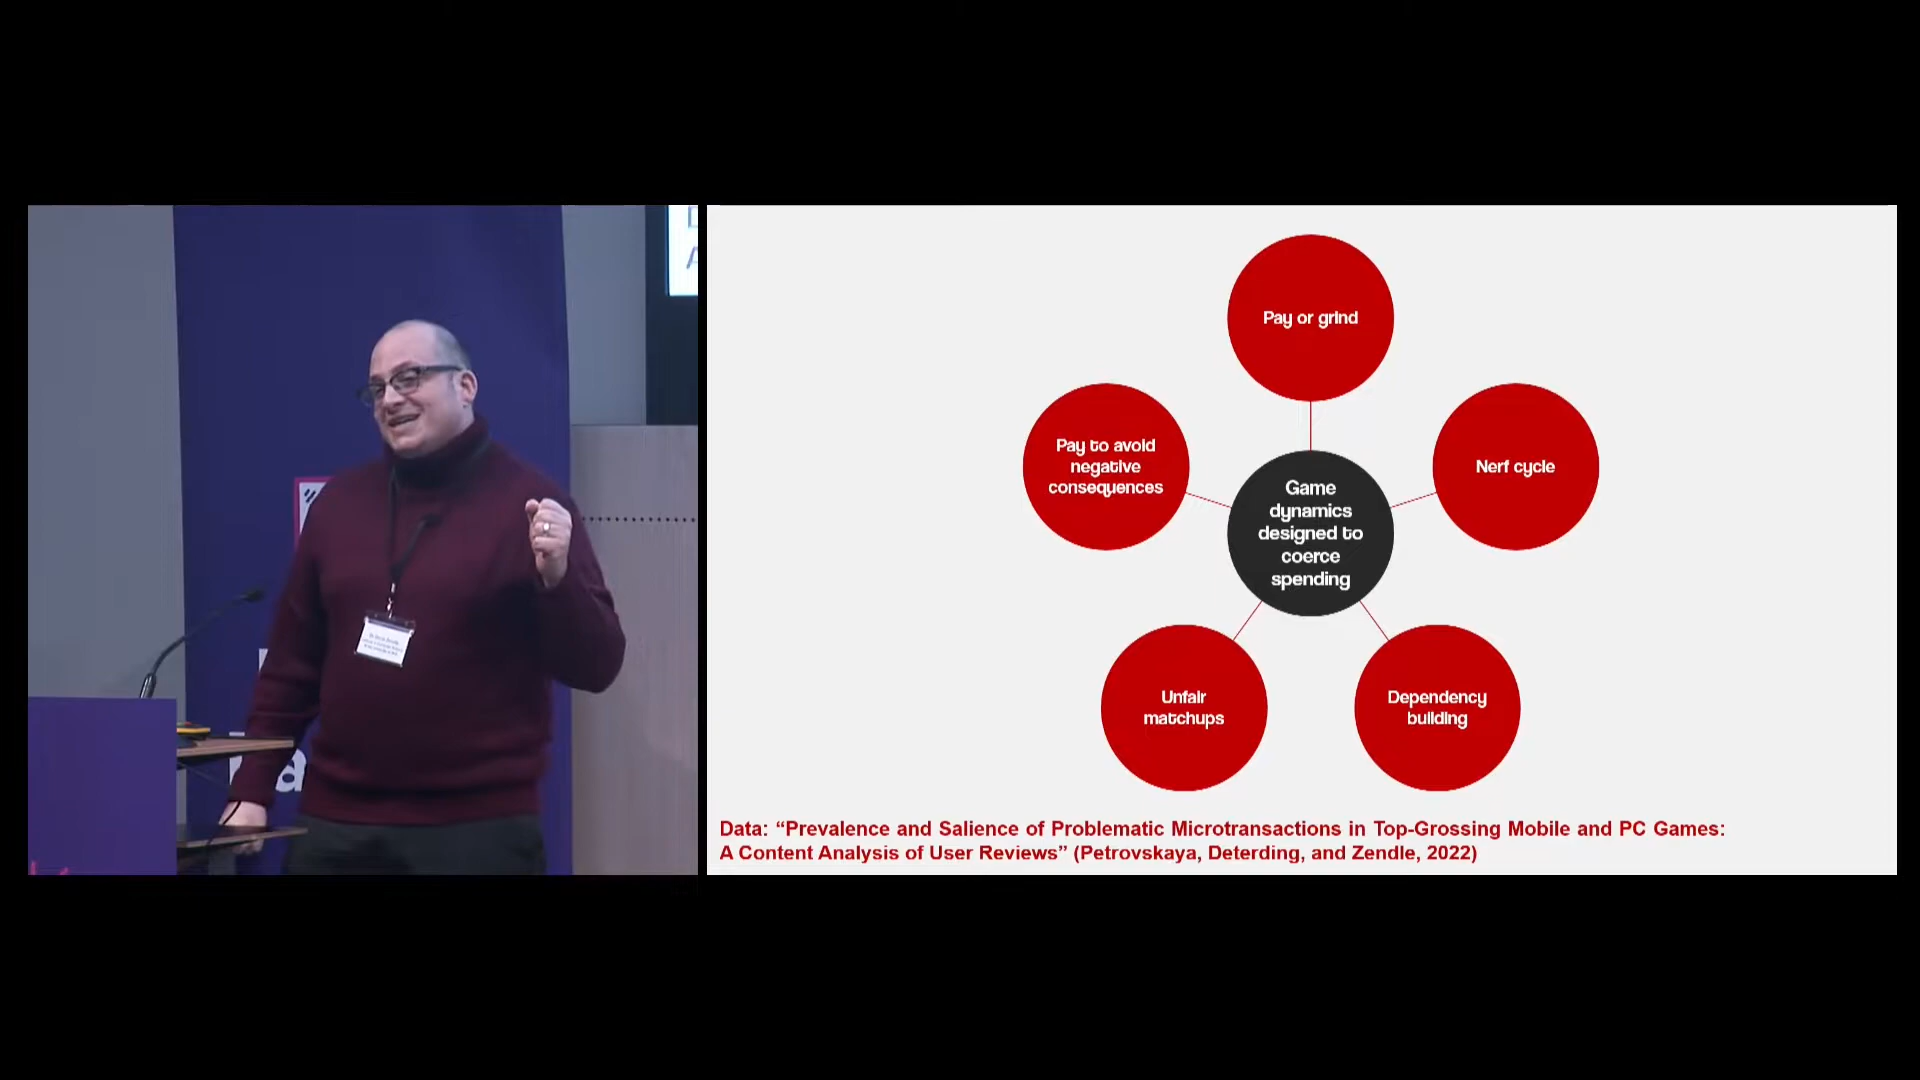 Pay or grind
Pay to avoid
negative
consequences
Nerf cycle
Game
dynamics
designed to
coerce
spending
Unfair
matchups
Dependency
building
Data: “Prevalence and Salience of Problematic Microtransactions in Top-Grossing Mobile and PC Games:
A Content Analysis of User Reviews” (Petrovskaya, Deterding, and Zendle, 2022)